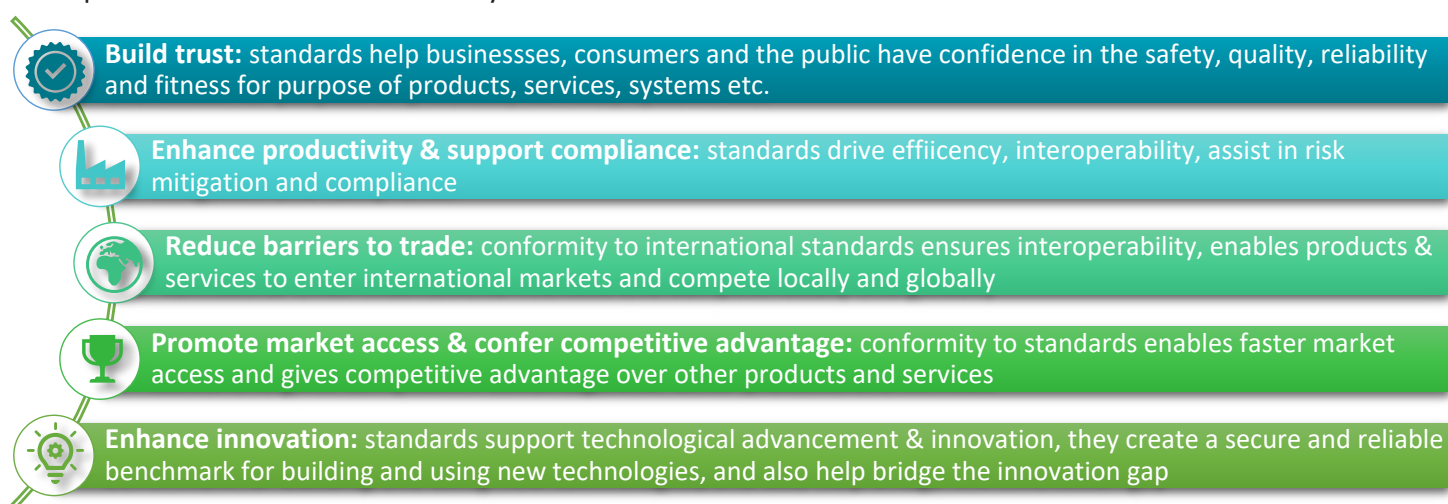 Build trust: standards help businessses, consumers and the public have confidence in the safety, quality, reliability
and fitness for purpose of products, services, systems etc.
Enhance productivity & support compliance: standards drive effiicency, interoperability, assist in risk
mitigation and compliance
Reduce barriers to trade: conformity to international standards ensures interoperability, enables products &
services to enter international markets and compete locally and globally
Promote market access & confer competitive advantage: conformity to standards enables faster market
access and gives competitive advantage over other products and services
Enhance innovation: standards support technological advancement & innovation, they create a secure and reliable
benchmark for building and using new technologies, and also help bridge the innovation gap